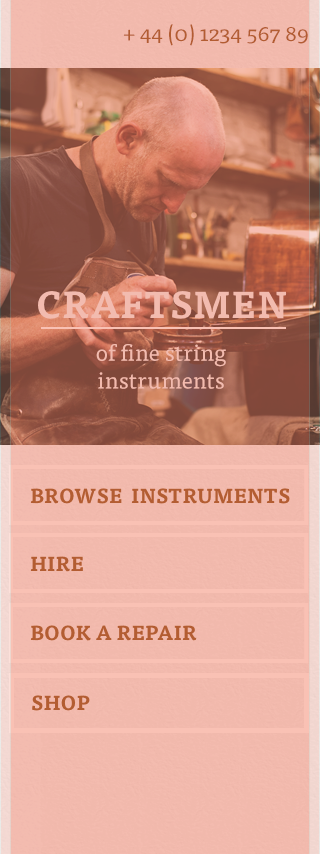 + 44 (0) 1234 567 89
CRAFTSMEN
of fine string
instruments
BROWSE INSTRUMENTS
HIRE
BOOK A REPAIR
SHOP